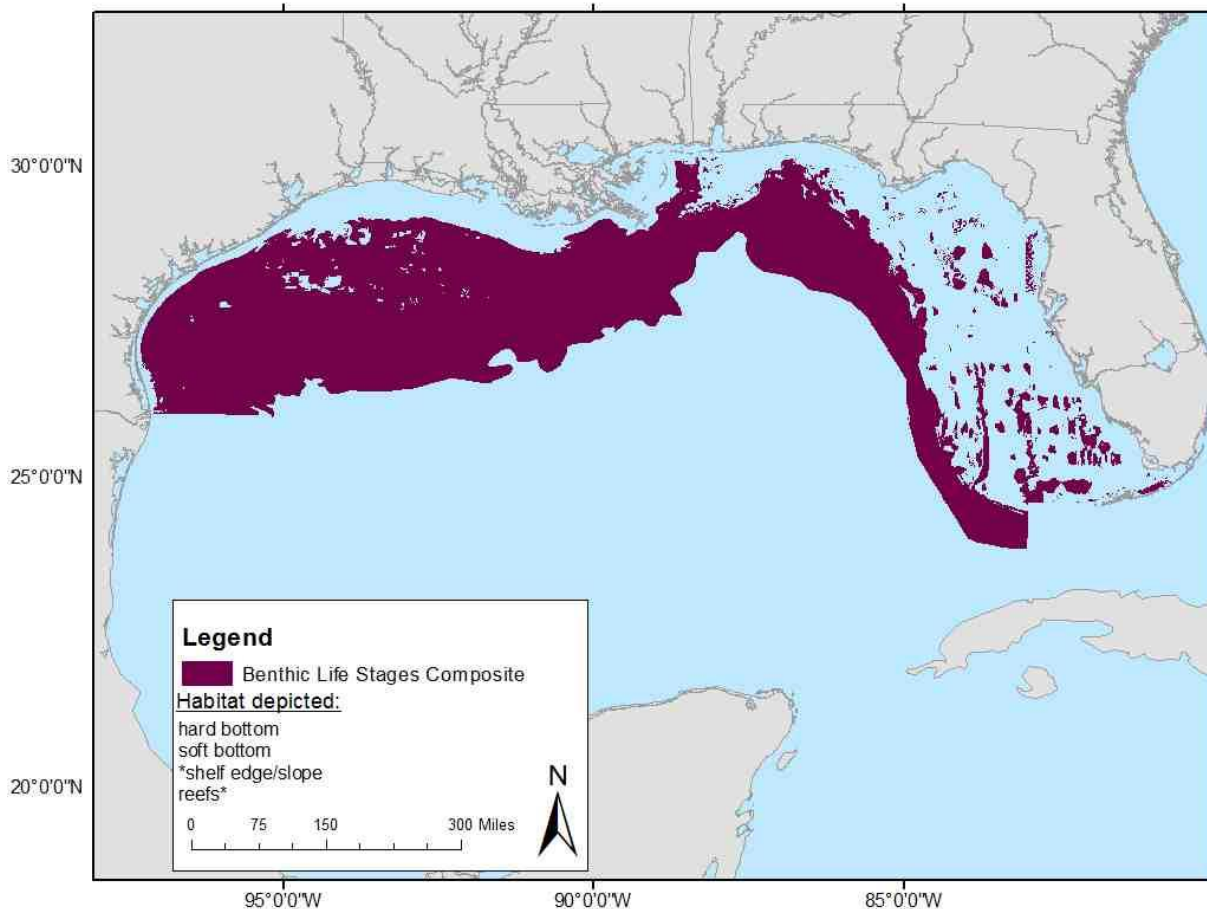 30°0'0"N
25°0'0"N
20°0'0"N
Legend
Benthic Life Stages Composite
Habitat depicted:
hard bottom
soft bottom
*shelf edge/slope
reefs*
N
0 75 150 300 Miles
95°0'0"W 90°0'0"W 85°0'0"W